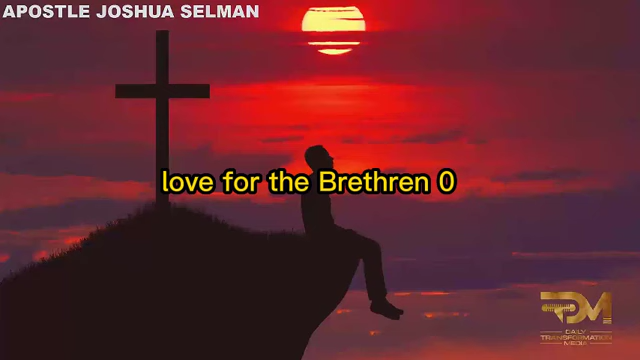 APOSTLE JOSHUA SELMAN
love for the Brethren 0
DAILY
TRANSFORMATION
MEDIA